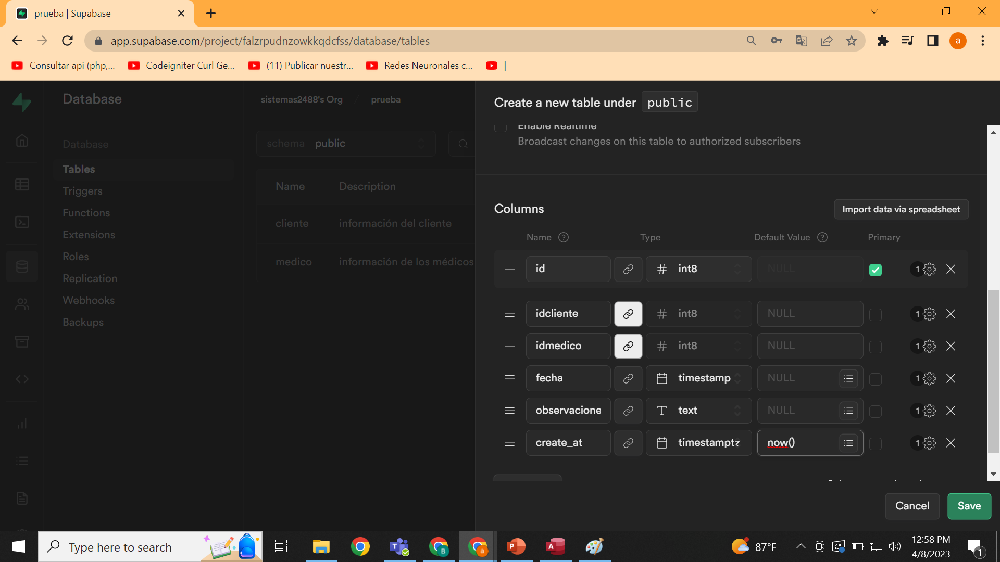 prueba | Supabase
app.supabase.com/project/falzrpudnzowkkqdcfss/database/tables
a
Consultar api (php,...
Codeigniter Curl Ge...
(11) Publicar nuestr...
Redes Neuronales c...
|
Database
sistemas2488's Org / prueba
Create a new table under public
Enable Realtime
Broadcast changes on this table to authorized subscribers
Database
schema public
Tables
Triggers
Functions
Extensions
Roles
Replication
Webhooks
Backups
Name Description
cliente información del cliente
medico información de los médicos
Columns
Import data via spreadsheet
Name ? Type Default Value ? Primary
id # int8 NULL 1
idcliente # int8 NULL 1
idmedico # int8 NULL 1
fecha timestamp NULL 1
observacione T text NULL 1
create_at timestamptz now() 1
Cancel
Save
Type here to search
T
B
a
P
A
87°F
12:58 PM
4/8/2023
1